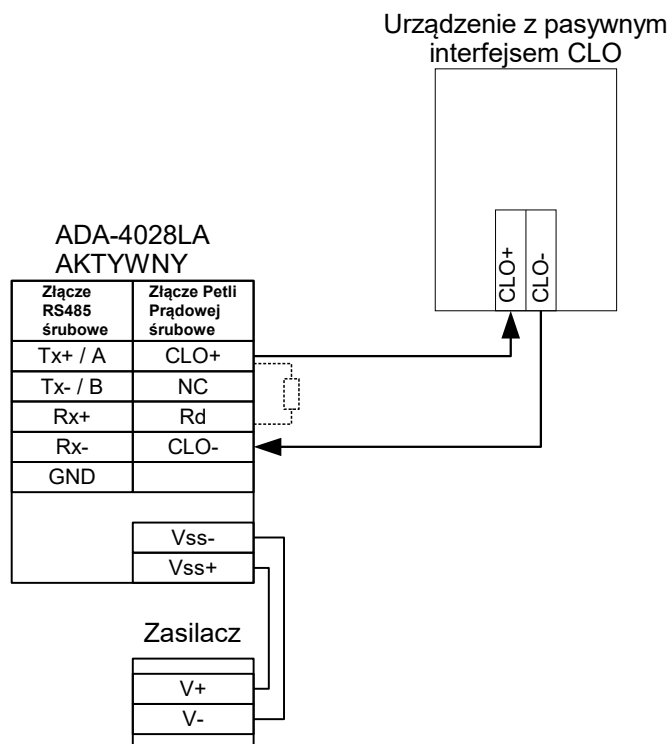 Urządzenie z pasywnym
interfejsem CLO
CLO+
CLO-
ADA-4028LA
AKTYWNY
Złącze
RS485
śrubowe
Złącze Petli
Prądowej
śrubowe
Tx+ / A
CLO+
Tx- / B
NC
Rx+
Rd
Rx-
CLO-
GND
Vss-
Vss+
Zasilacz
V+
V-